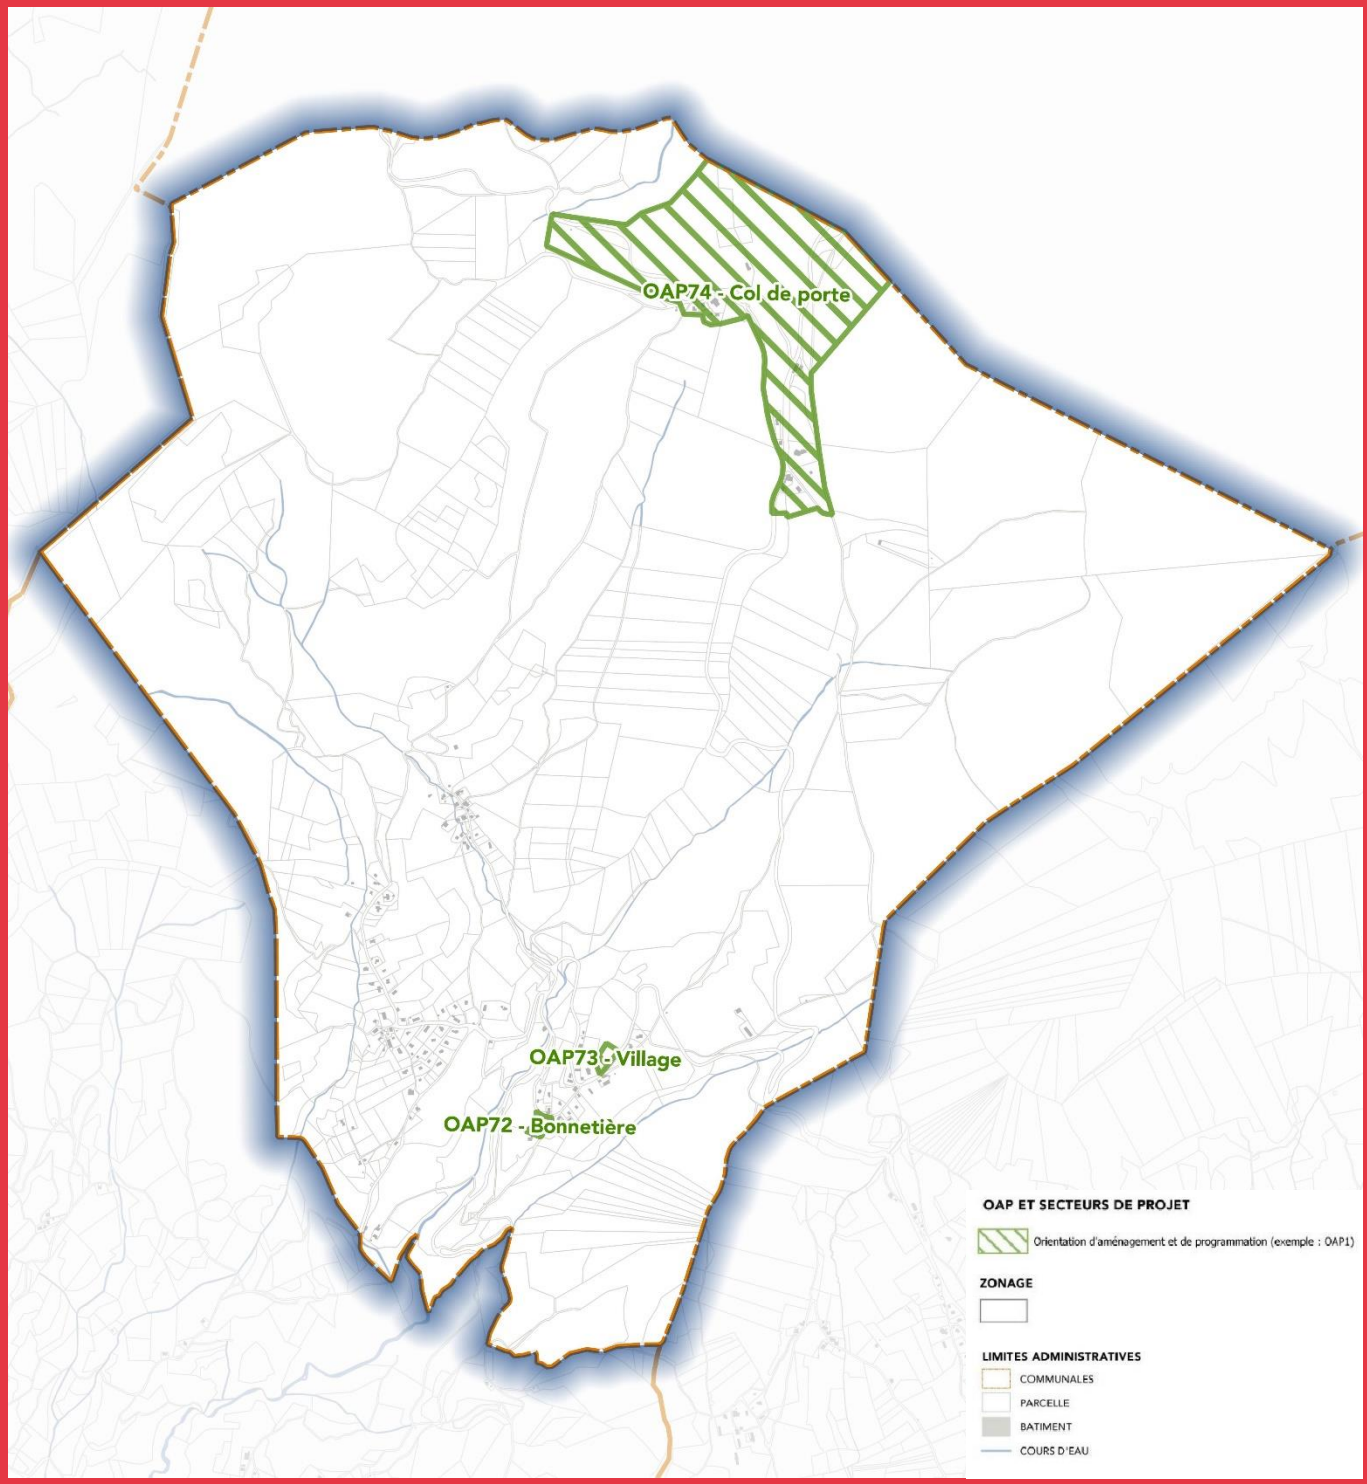 OAP74 - Col de porte
OAP73 - Village
OAP72 - Bonnetière
OAP ET SECTEURS DE PROJET
Orientation d'aménagement et de programmation (exemple : OAP1)
ZONAGE
LIMITES ADMINISTRATIVES
COMMUNALES
PARCELLE
BATIMENT
COURS D'EAU